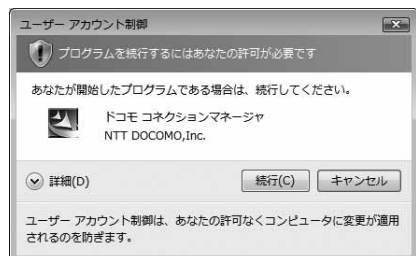 ユーザー アカウント制御
プログラムを続行するにはあなたの許可が必要です
あなたが開始したプログラムである場合は、続行してください。
ドコモ コネクションマネージャ
NTT DOCOMO,Inc.
詳細(D)
続行(C)
キャンセル
ユーザー アカウント制御は、あなたの許可なくコンピュータに変更が適用
されるのを防ぎます。